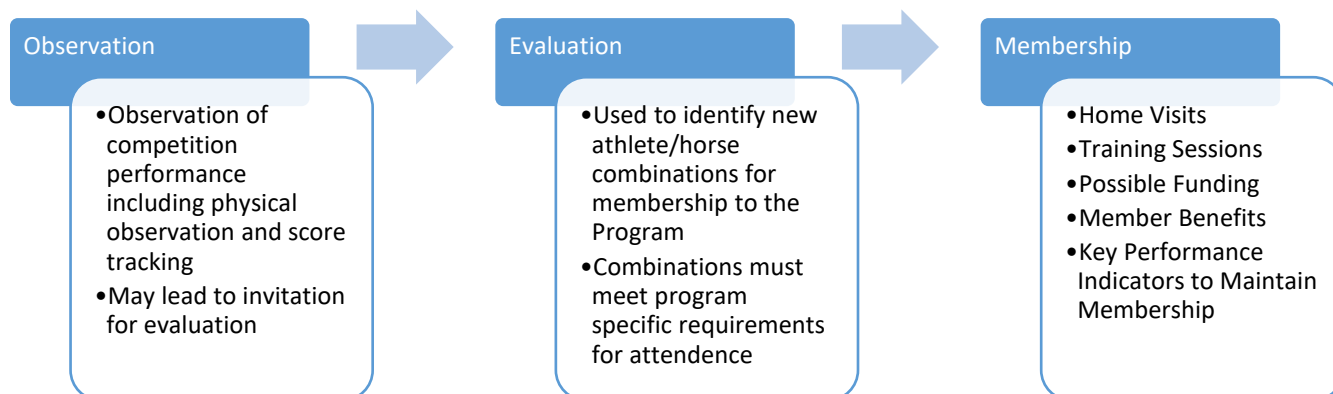 Observation
•Observation of
competition
performance
including physical
observation and score
tracking
•May lead to invitation
for evaluation
Evaluation
•Used to identify new
athlete/horse
combinations for
membership to the
Program
•Combinations must
meet program
specific requirements
for attendence
Membership
•Home Visits
•Training Sessions
•Possible Funding
•Member Benefits
•Key Performance
Indicators to Maintain
Membership